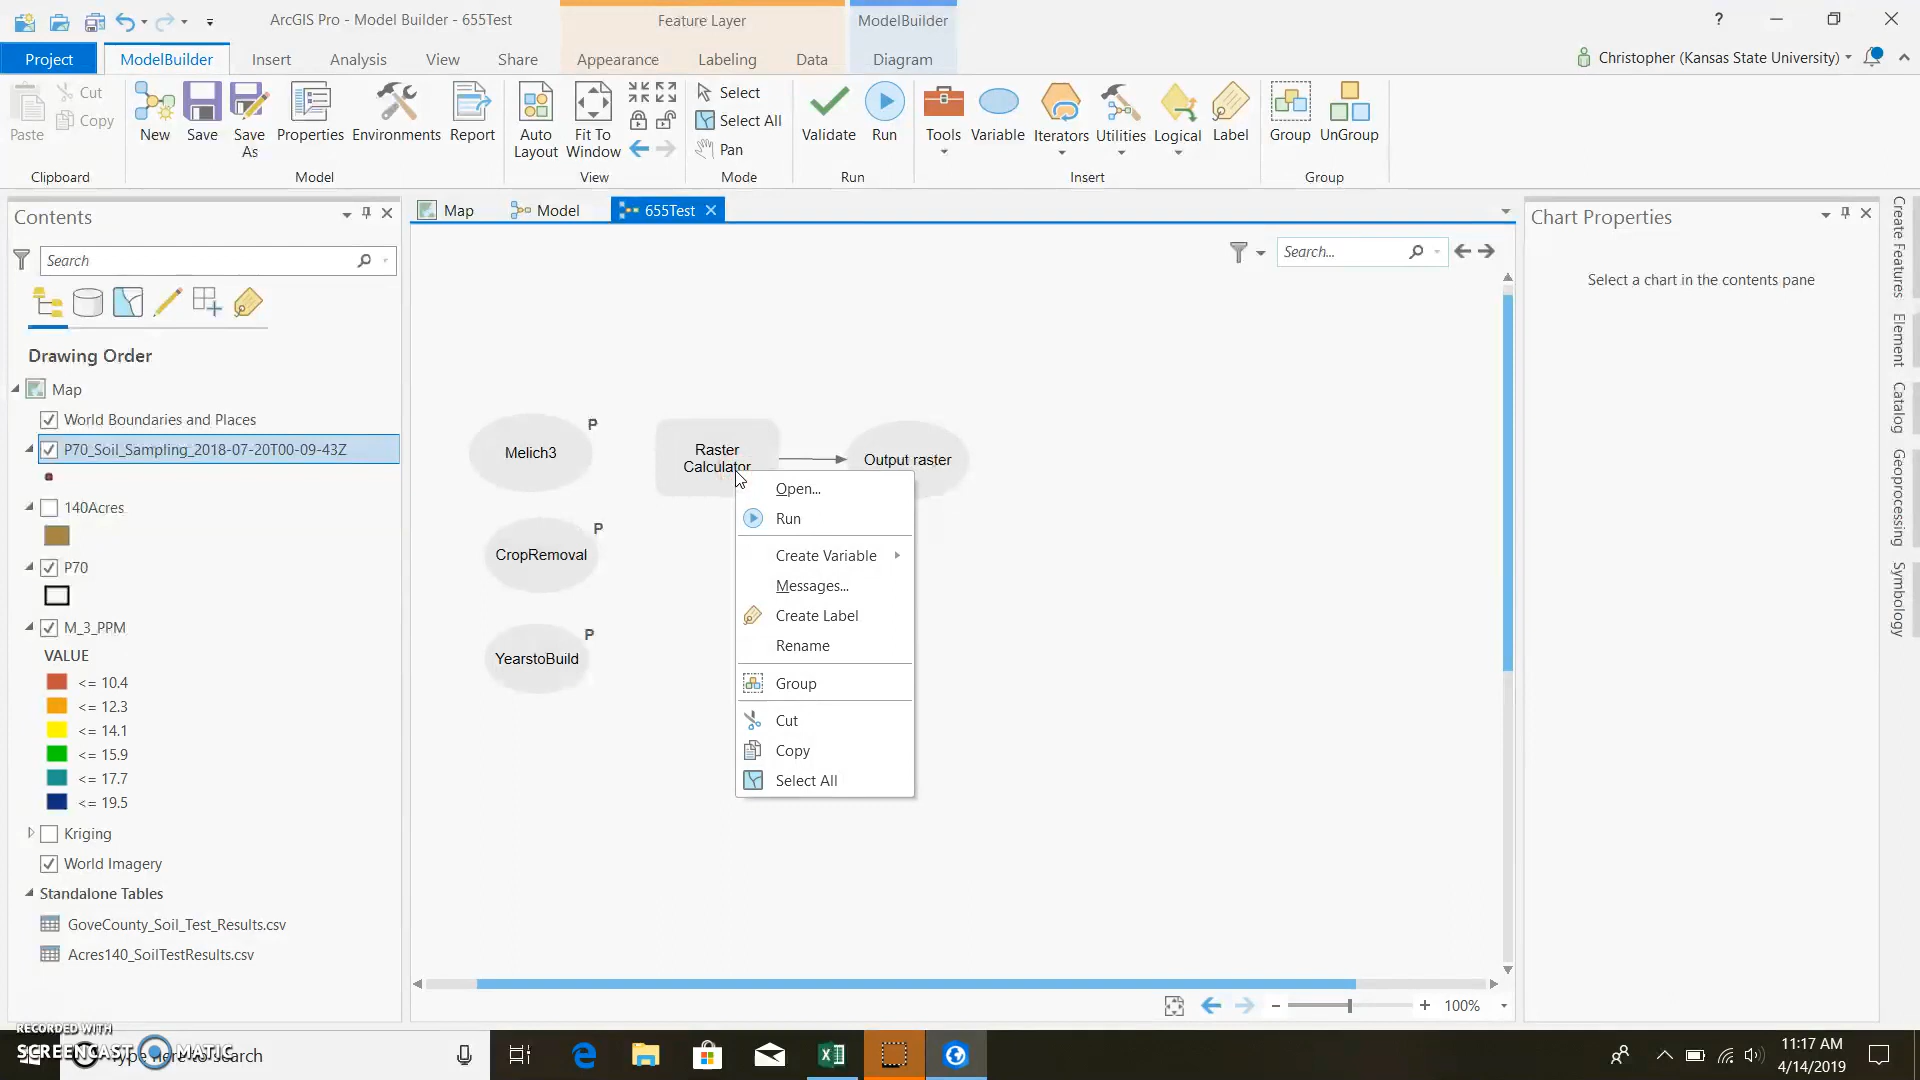 ArcGIS Pro - Model Builder - 655Test
Feature Layer
ModelBuilder
?
Project
ModelBuilder
Insert
Analysis
View
Share
Appearance
Labeling
Data
Diagram
Christopher (Kansas State University)
Paste
Cut
Copy
Clipboard
New
Save
Save As
Properties
Environments
Report
Model
Auto Layout
Fit To Window
View
Select
Select All
Pan
Mode
Validate
Run
Run
Tools
Variable
Iterators
Utilities
Logical
Label
Insert
Group
UnGroup
Group
Contents
Search
Drawing Order
Map
World Boundaries and Places
P70_Soil_Sampling_2018-07-20T00-09-43Z
140Acres
P70
M_3_PPM
VALUE
<= 10.4
<= 12.3
<= 14.1
<= 15.9
<= 17.7
<= 19.5
Kriging
World Imagery
Standalone Tables
GoveCounty_Soil_Test_Results.csv
Acres140_SoilTestResults.csv
Map
Model
655Test
Search...
Melich3
P
CropRemoval
P
YearstoBuild
P
Raster
Calculator
Output raster
Open...
Run
Create Variable
Messages...
Create Label
Rename
Group
Cut
Copy
Select All
100%
Chart Properties
Select a chart in the contents pane
Create Features
Element
Catalog
Geoprocessing
Symbology
RECORDED WITH
SCREENCAST MATIC
Type here to search
11:17 AM
4/14/2019